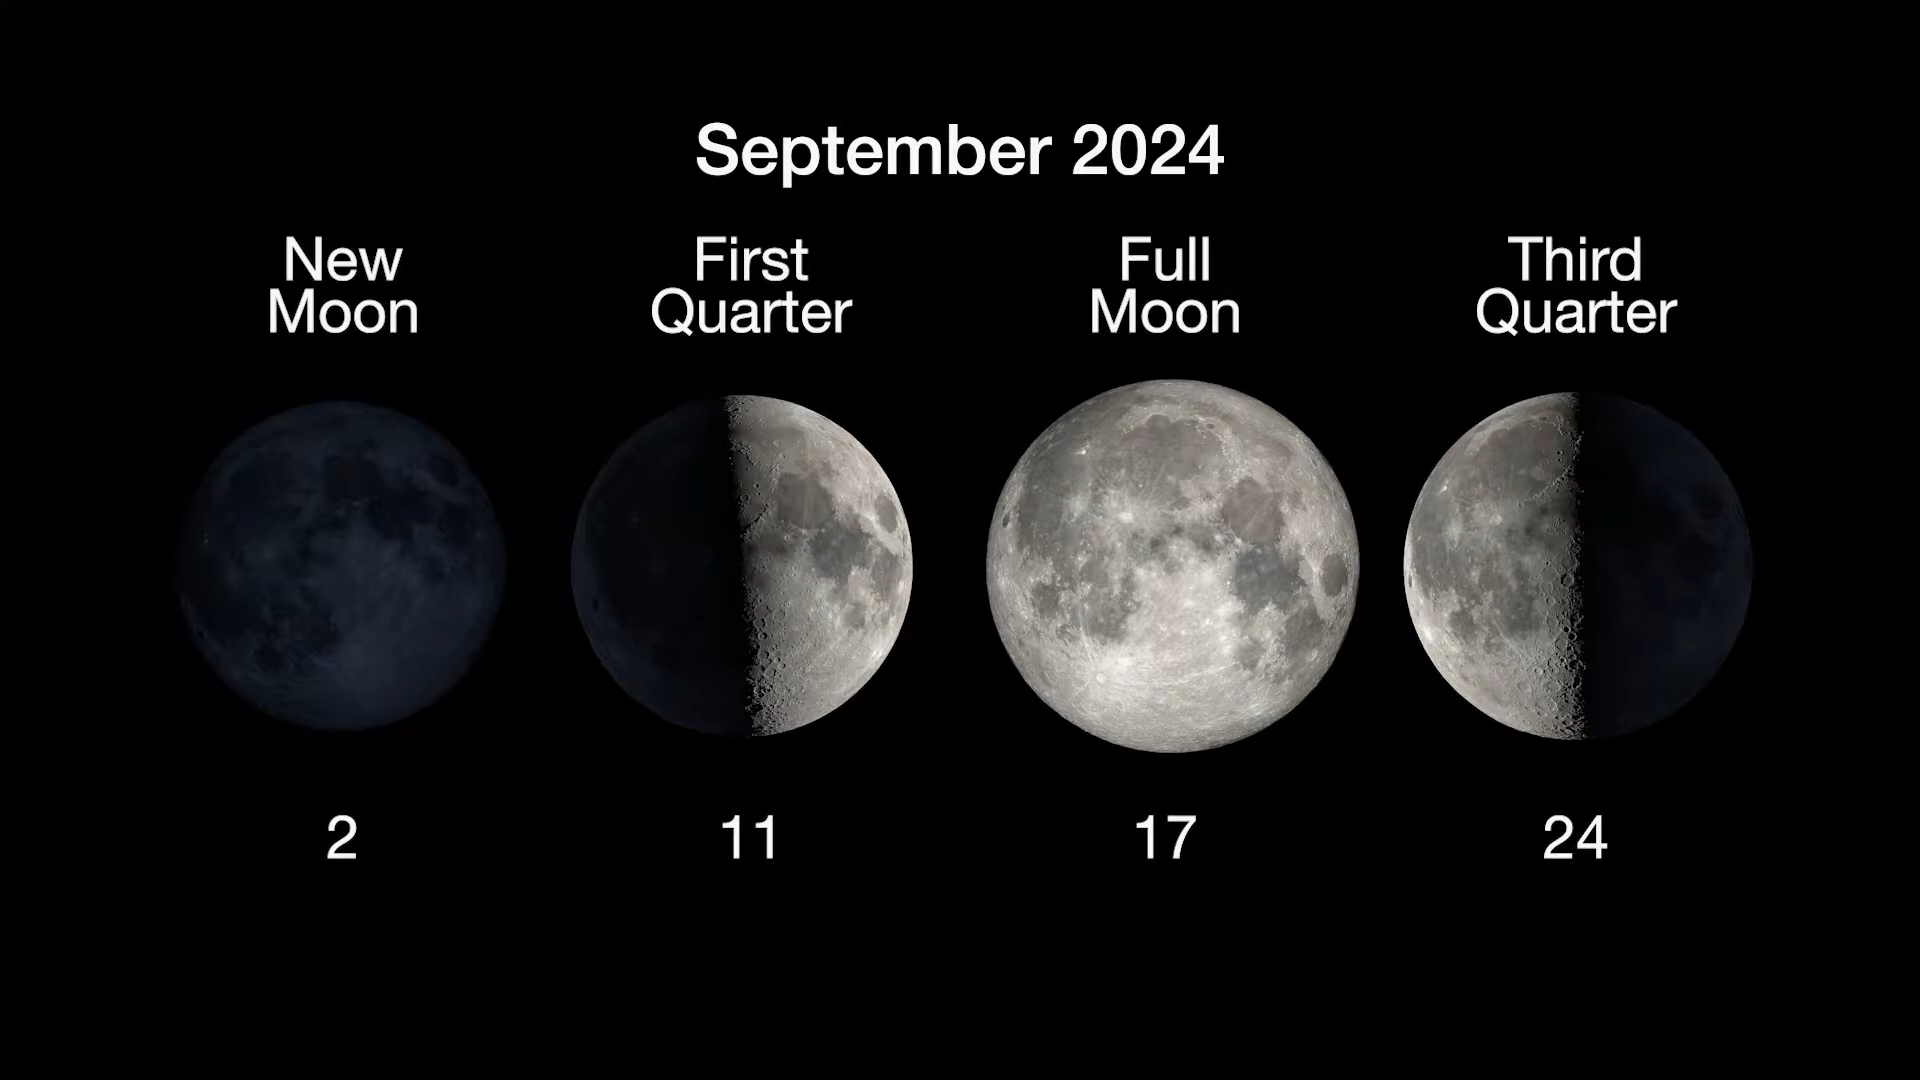 September 2024
New
Moon
First
Quarter
Full
Moon
Third
Quarter
2
11
17
24